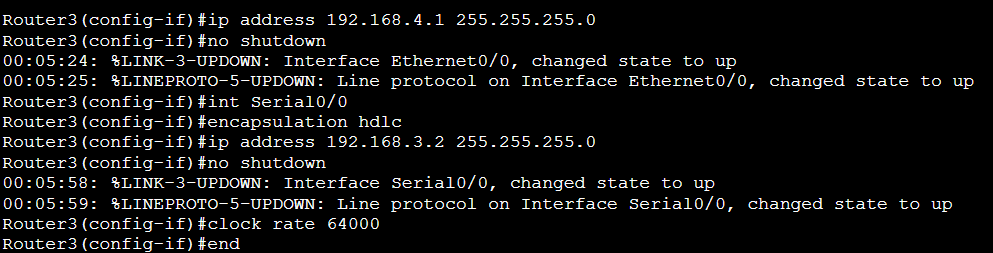 Router3(config-if)#ip address 192.168.4.1 255.255.255.0
Router3(config-if)#no shutdown
00:05:24: %LINK-3-UPDOWN: Interface Ethernet0/0, changed state to up
00:05:25: %LINEPROTO-5-UPDOWN: Line protocol on Interface Ethernet0/0, changed state to up
Router3(config-if)#int Serial0/0
Router3(config-if)#encapsulation hdlc
Router3(config-if)#ip address 192.168.3.2 255.255.255.0
Router3(config-if)#no shutdown
00:05:58: %LINK-3-UPDOWN: Interface Serial0/0, changed state to up
00:05:59: %LINEPROTO-5-UPDOWN: Line protocol on Interface Serial0/0, changed state to up
Router3(config-if)#clock rate 64000
Router3(config-if)#end